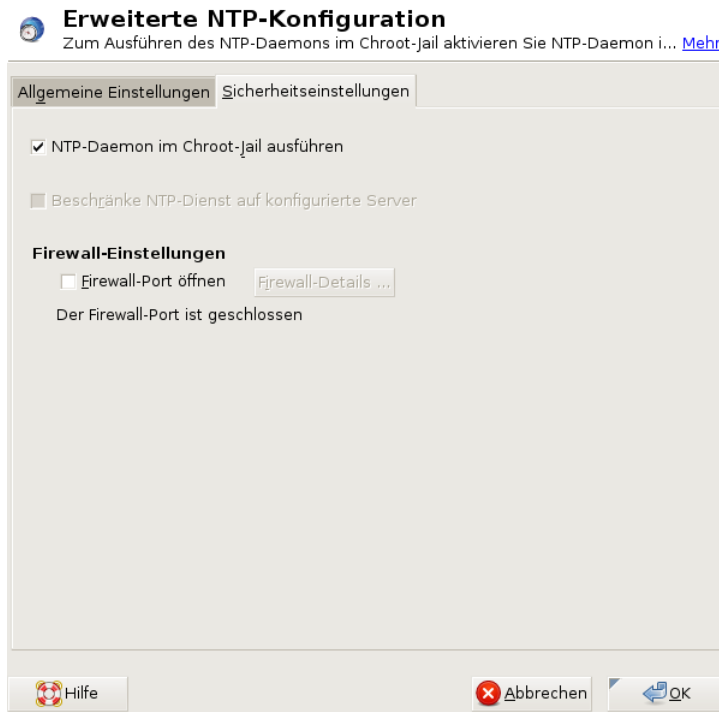 Erweiterte NTP-Konfiguration
Zum Ausführen des NTP-Daemons im Chroot-Jail aktivieren Sie NTP-Daemon i... Mehr
Allgemeine Einstellungen Sicherheitseinstellungen
NTP-Daemon im Chroot-Jail ausführen
Beschränke NTP-Dienst auf konfigurierte Server
Firewall-Einstellungen
Firewall-Port öffnen Firewall-Details ...
Der Firewall-Port ist geschlossen
Hilfe Abbrechen OK